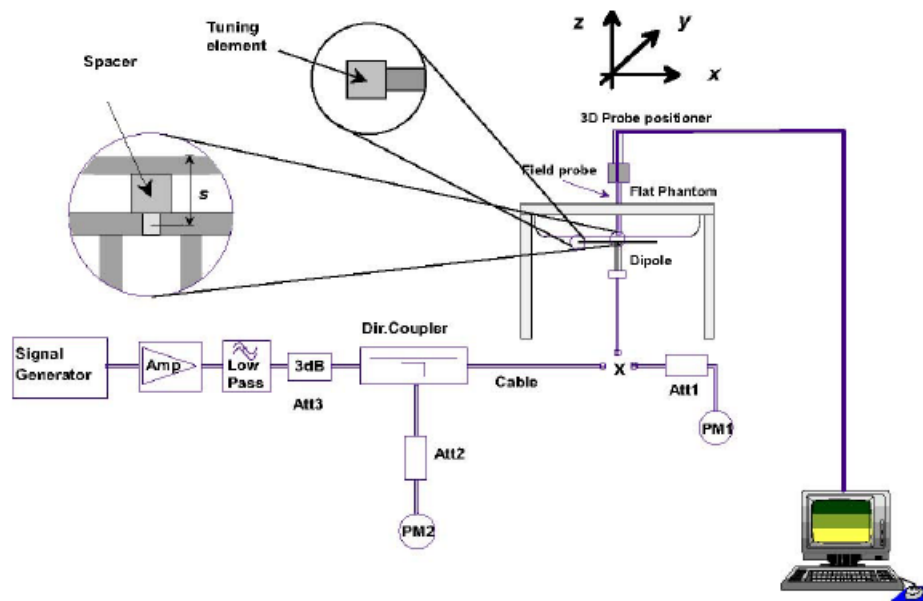 Tuning
element
z
y
x
Spacer
3D Probe positioner
s
Field probe
Flat Phantom
Dipole
Dir.Coupler
Signal
Generator
Amp
Low
Pass
3dB
Att3
Cable
X
Att1
PM1
Att2
PM2